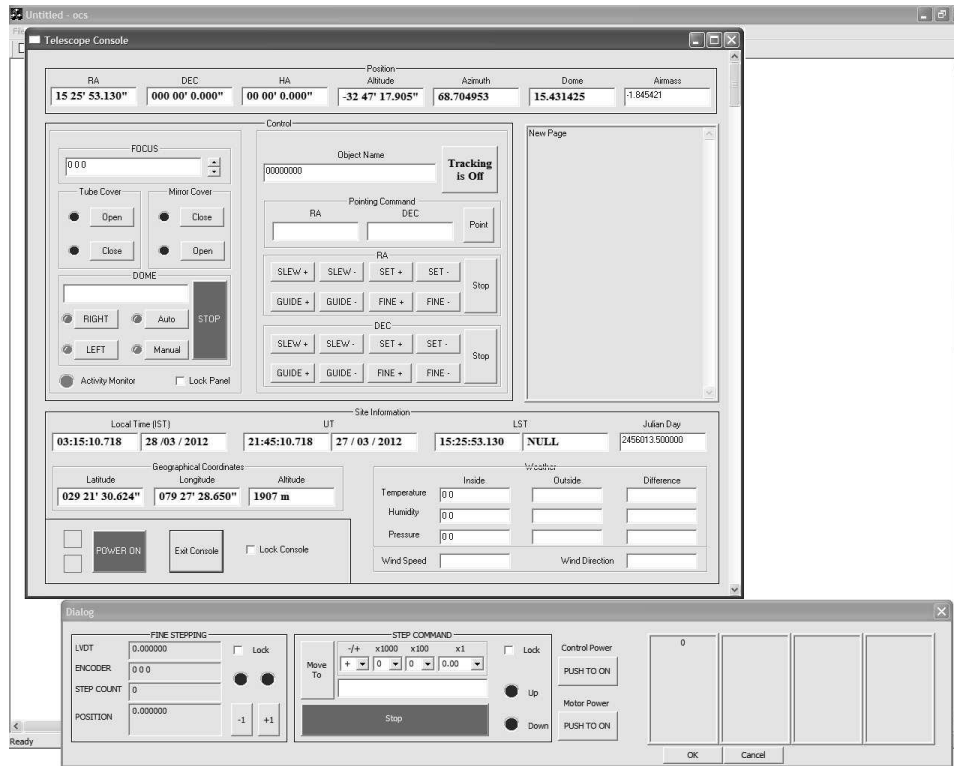 Untitled - ocs
Telescope Console
Position
RA DEC HA Altitude Azimuth Dome Airmass
15 25' 53.130" 000 00' 0.000" 00 00' 0.000" -32 47' 17.905" 68.704953 15.431425 -1.845421
Control
New Page
FOCUS
0 0 0
Object Name
00000000
Tracking
is Off
Tube Cover Mirror Cover
Open Close
Close Open
Pointing Command
RA DEC
Point
RA
SLEW + SLEW - SET + SET -
Stop
GUIDE + GUIDE - FINE + FINE -
DOME
RIGHT Auto STOP
LEFT Manual
DEC
SLEW + SLEW - SET + SET -
Stop
GUIDE + GUIDE - FINE + FINE -
Activity Monitor Lock Panel
Site Information
Local Time (IST) UT LST Julian Day
03:15:10.718 28 /03 / 2012 21:45:10.718 27 / 03 / 2012 15:25:53.130 NULL 2456013.500000
Geographical Coordinates
Latitude Longitude Altitude
029 21' 30.624" 079 27' 28.650" 1907 m
Weather
Inside Outside Difference
Temperature 0 0
Humidity 0 0
Pressure 0 0
Wind Speed Wind Direction
POWER ON Exit Console Lock Console
Dialog
FINE STEPPING
LVDT 0.000000 Lock
ENCODER 0 0 0
STEP COUNT 0
POSITION 0.000000 -1 +1
STEP COMMAND
-/+ x1000 x100 x1 Lock
Move
To
+ 0 0 0.00
Up
Stop
Down
Control Power
PUSH TO ON
Motor Power
PUSH TO ON
0
OK Cancel
Ready